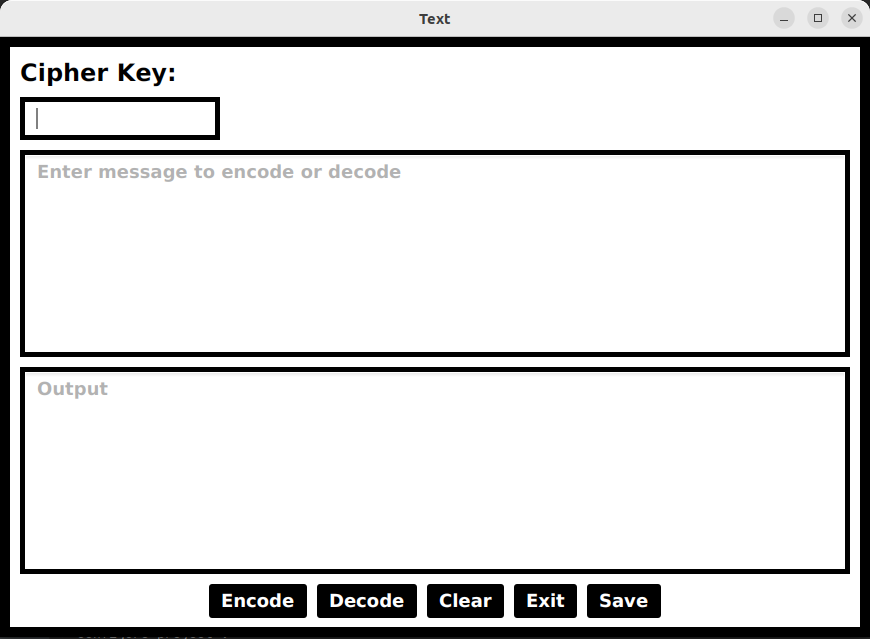 Text
Cipher Key:
Enter message to encode or decode
Output
Encode Decode Clear Exit Save